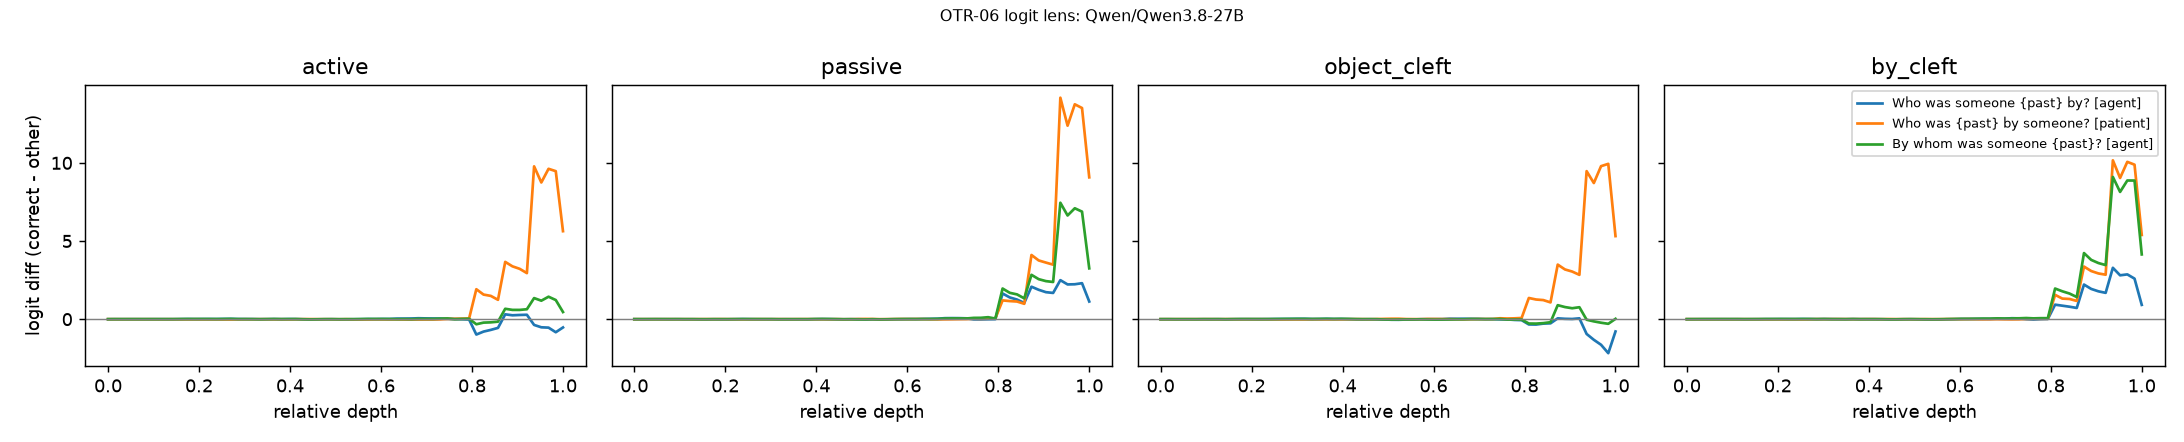 OTR-06 logit lens: Qwen/Qwen3.8-27B
active
passive
object_cleft
by_cleft
logit diff (correct - other)
10
5
0
Who was someone {past} by? [agent]
Who was {past} by someone? [patient]
By whom was someone {past}? [agent]
0.0 0.2 0.4 0.6 0.8 1.0
0.0 0.2 0.4 0.6 0.8 1.0
0.0 0.2 0.4 0.6 0.8 1.0
0.0 0.2 0.4 0.6 0.8 1.0
relative depth
relative depth
relative depth
relative depth